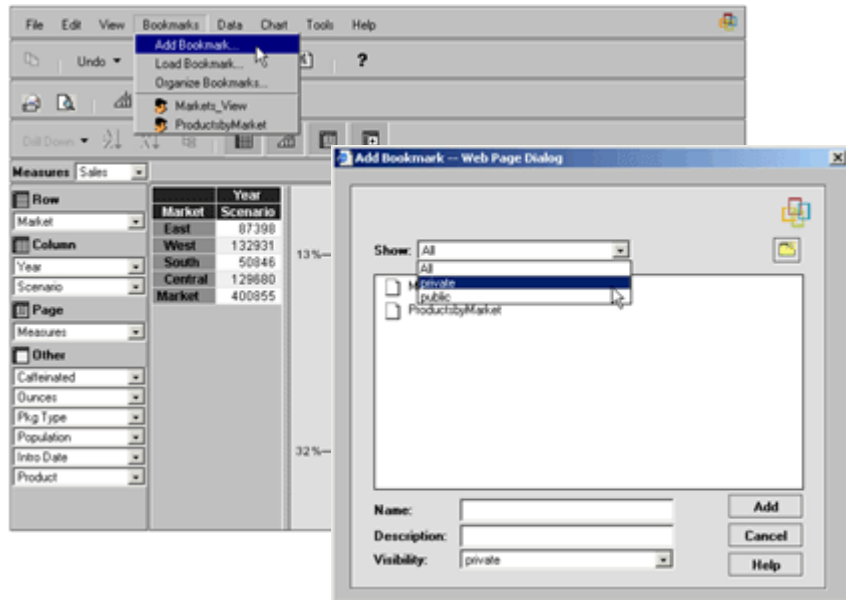 File Edit View Bookmarks Data Chart Tools Help
Add Bookmark...
Undo
Load Bookmark...
?
Organize Bookmarks...
Markets_View
ProductsbyMarket
Drill Down
Measures Sales
Row
Market
Column
Year
Scenario
Page
Measures
Other
Caffeinated
Ounces
Pkg Type
Population
Intro Date
Product
Year
Market Scenario
East 87398
West 132931
South 50846
Central 129680
Market 400855
13%
32%
Add Bookmark -- Web Page Dialog
Show: All
All
private
public
ProductsbyMarket
Name:
Description:
Visibility: private
Add
Cancel
Help